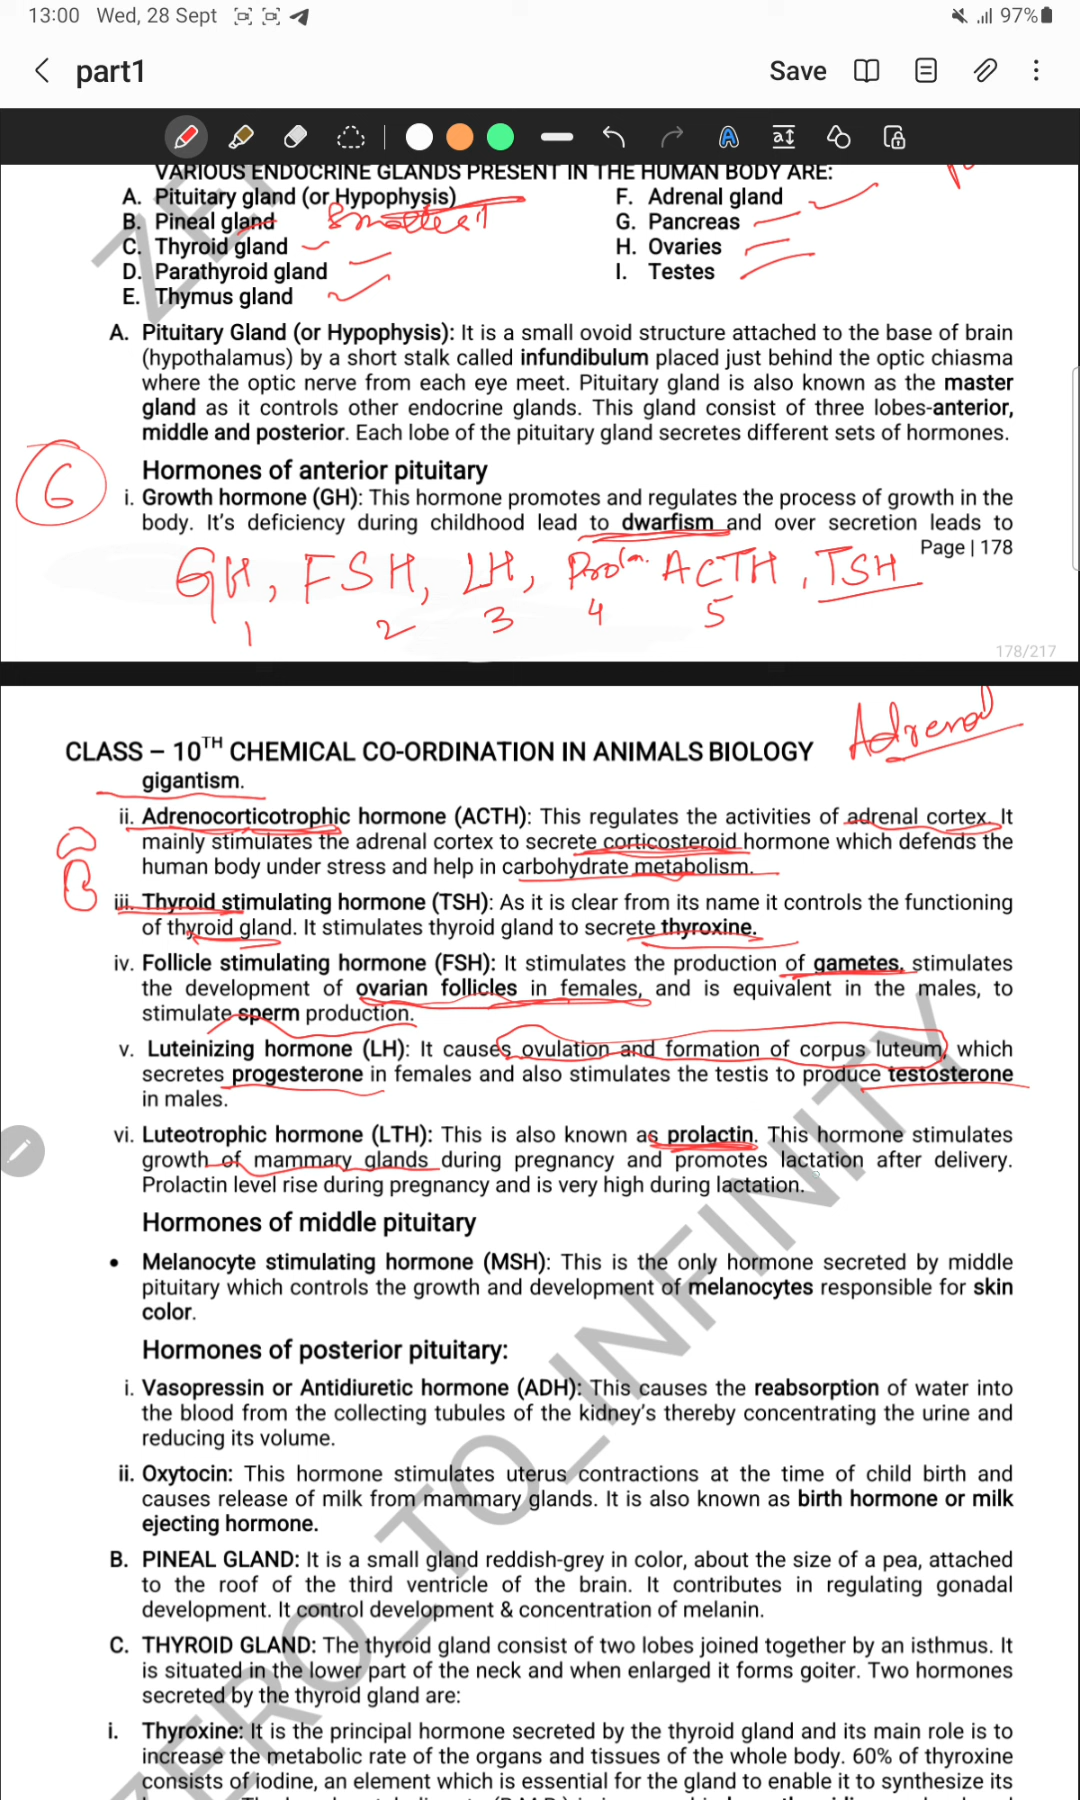 13:00 Wed, 28 Sept
97%
part1
Save
VARIOUS ENDOCRINE GLANDS PRESENT IN THE HUMAN BODY ARE:
A. Pituitary gland (or Hypophysis)
B. Pineal gland
smallest
C. Thyroid gland
D. Parathyroid gland
E. Thymus gland
F. Adrenal gland
G. Pancreas
H. Ovaries
I. Testes
A. Pituitary Gland (or Hypophysis): It is a small ovoid structure attached to the base of brain
(hypothalamus) by a short stalk called infundibulum placed just behind the optic chiasma
where the optic nerve from each eye meet. Pituitary gland is also known as the master
gland as it controls other endocrine glands. This gland consist of three lobes-anterior,
middle and posterior. Each lobe of the pituitary gland secretes different sets of hormones.
6
Hormones of anterior pituitary
i. Growth hormone (GH): This hormone promotes and regulates the process of growth in the
body. It's deficiency during childhood lead to dwarfism and over secretion leads to
Page | 178
GH, FSH, LH, Prola. ACTH, TSH
1 2 3 4 5
178/217
Adrenal
CLASS – 10TH CHEMICAL CO-ORDINATION IN ANIMALS BIOLOGY
gigantism.
ii. Adrenocorticotrophic hormone (ACTH): This regulates the activities of adrenal cortex. It
mainly stimulates the adrenal cortex to secrete corticosteroid hormone which defends the
human body under stress and help in carbohydrate metabolism.
iii. Thyroid stimulating hormone (TSH): As it is clear from its name it controls the functioning
of thyroid gland. It stimulates thyroid gland to secrete thyroxine.
iv. Follicle stimulating hormone (FSH): It stimulates the production of gametes, stimulates
the development of ovarian follicles in females, and is equivalent in the males, to
stimulate sperm production.
v. Luteinizing hormone (LH): It causes ovulation and formation of corpus luteum, which
secretes progesterone in females and also stimulates the testis to produce testosterone
in males.
vi. Luteotrophic hormone (LTH): This is also known as prolactin. This hormone stimulates
growth of mammary glands during pregnancy and promotes lactation after delivery.
Prolactin level rise during pregnancy and is very high during lactation.
Hormones of middle pituitary
• Melanocyte stimulating hormone (MSH): This is the only hormone secreted by middle
pituitary which controls the growth and development of melanocytes responsible for skin
color.
Hormones of posterior pituitary:
i. Vasopressin or Antidiuretic hormone (ADH): This causes the reabsorption of water into
the blood from the collecting tubules of the kidney's thereby concentrating the urine and
reducing its volume.
ii. Oxytocin: This hormone stimulates uterus contractions at the time of child birth and
causes release of milk from mammary glands. It is also known as birth hormone or milk
ejecting hormone.
B. PINEAL GLAND: It is a small gland reddish-grey in color, about the size of a pea, attached
to the roof of the third ventricle of the brain. It contributes in regulating gonadal
development. It control development & concentration of melanin.
C. THYROID GLAND: The thyroid gland consist of two lobes joined together by an isthmus. It
is situated in the lower part of the neck and when enlarged it forms goiter. Two hormones
secreted by the thyroid gland are:
i. Thyroxine: It is the principal hormone secreted by the thyroid gland and its main role is to
increase the metabolic rate of the organs and tissues of the whole body. 60% of thyroxine
consists of iodine, an element which is essential for the gland to enable it to synthesize its
ZERO_TO_INFINITY